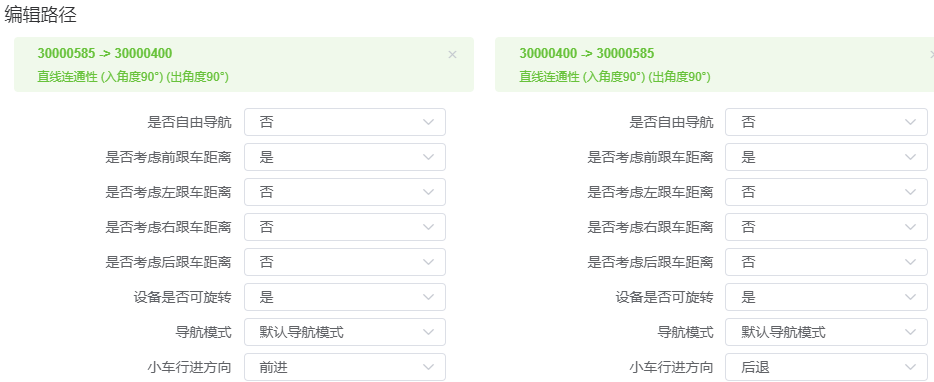 编辑路径
30000585 -> 30000400
直线连通性 (入角度90°) (出角度90°)
是否自由导航 否
是否考虑前跟车距离 是
是否考虑左跟车距离 否
是否考虑右跟车距离 否
是否考虑后跟车距离 否
设备是否可旋转 是
导航模式 默认导航模式
小车行进方向 前进
30000400 -> 30000585
直线连通性 (入角度90°) (出角度90°)
是否自由导航 否
是否考虑前跟车距离 是
是否考虑左跟车距离 否
是否考虑右跟车距离 否
是否考虑后跟车距离 否
设备是否可旋转 是
导航模式 默认导航模式
小车行进方向 后退